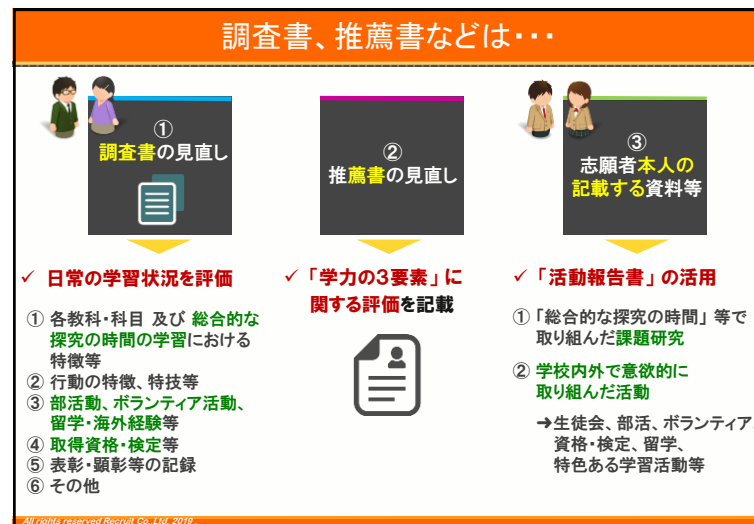 調査書、推薦書などは･･･
①
調査書の見直し
✓ 日常の学習状況を評価
① 各教科・科目 及び 総合的な
探究の時間の学習における
特徴等
② 行動の特徴、特技等
③ 部活動、ボランティア活動、
留学・海外経験等
④ 取得資格・検定等
⑤ 表彰・顕彰等の記録
⑥ その他
②
推薦書の見直し
✓ 「学力の3要素」に
関する評価を記載
③
志願者本人の
記載する資料等
✓ 「活動報告書」の活用
① 「総合的な探究の時間」等で
取り組んだ課題研究
② 学校内外で意欲的に
取り組んだ活動
→生徒会、部活、ボランティア、
資格・検定、留学、
特色ある学習活動等
All rights reserved Recruit Co.,Ltd. 2019 .